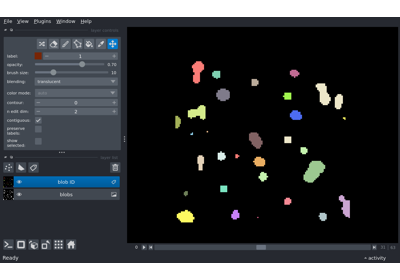 File View Plugins Window Help
label: 1
opacity: 0.70
brush size: 10
blending: translucent
color mode:
contour: 0
n edit dim: 2
contiguous:
preserve labels:
show selected:
blob ID
blobs
Ready
activity